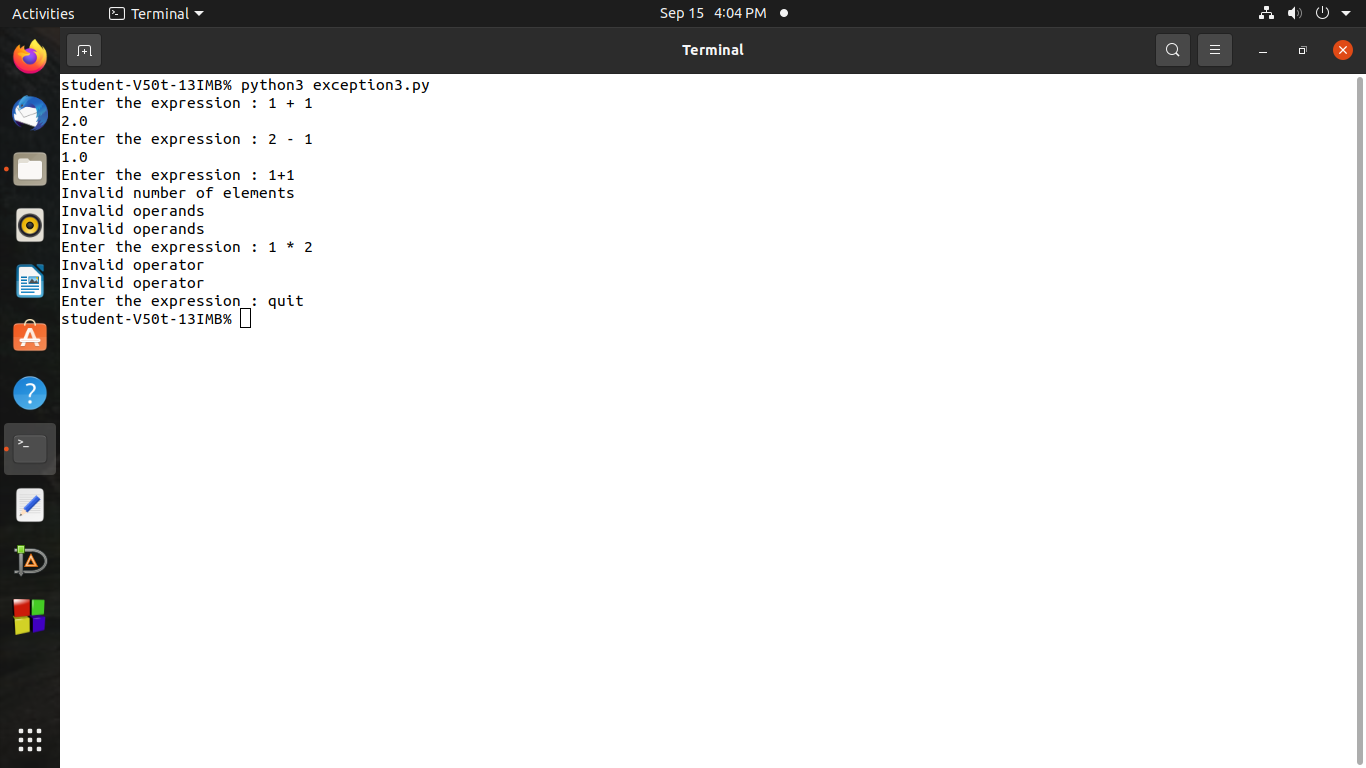 Activities Terminal Sep 15 4:04 PM
Terminal
student-V50t-13IMB% python3 exception3.py
Enter the expression : 1 + 1
2.0
Enter the expression : 2 - 1
1.0
Enter the expression : 1+1
Invalid number of elements
Invalid operands
Invalid operands
Enter the expression : 1 * 2
Invalid operator
Invalid operator
Enter the expression : quit
student-V50t-13IMB%